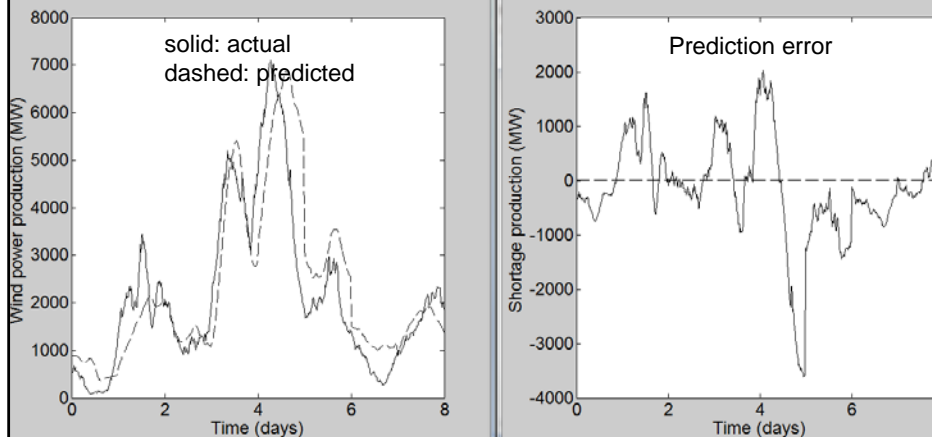 8000
7000
6000
5000
4000
3000
2000
1000
0
Wind power production (MW)
solid: actual
dashed: predicted
0 2 4 6 8
Time (days)
3000
2000
1000
0
-1000
-2000
-3000
-4000
Shortage production (MW)
Prediction error
0 2 4 6
Time (days)